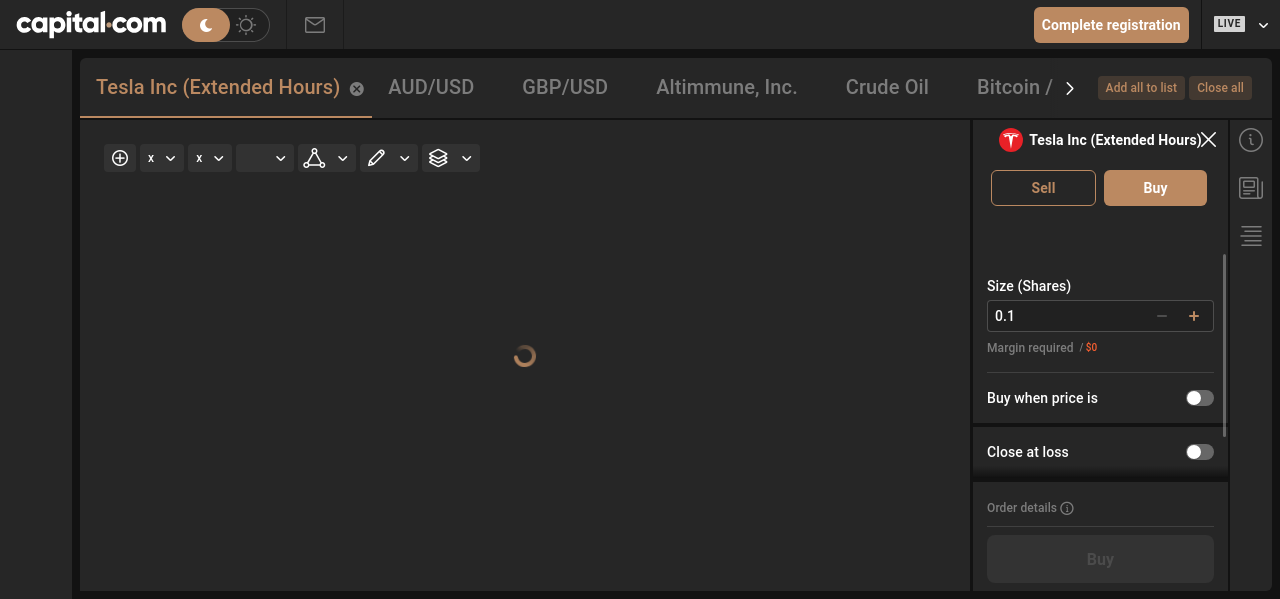 capital.com
Complete registration
LIVE
Tesla Inc (Extended Hours)
AUD/USD
GBP/USD
Altimmune, Inc.
Crude Oil
Bitcoin /
Add all to list
Close all
x
x
Tesla Inc (Extended Hours)
Sell
Buy
Size (Shares)
0.1
Margin required / $0
Buy when price is
Close at loss
Order details
Buy